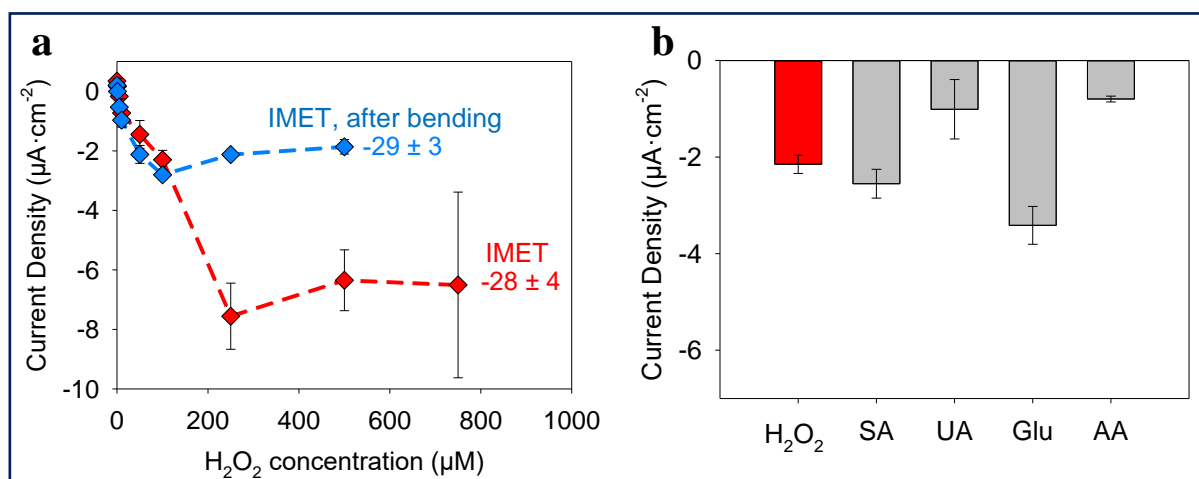 a
Current Density (µA·cm⁻²)
0
-2
-4
-6
-8
-10
0 200 400 600 800 1000
H₂O₂ concentration (µM)
IMET, after bending
-29 ± 3
IMET
-28 ± 4
b
Current Density (µA·cm⁻²)
0
-2
-4
-6
H₂O₂ SA UA Glu AA